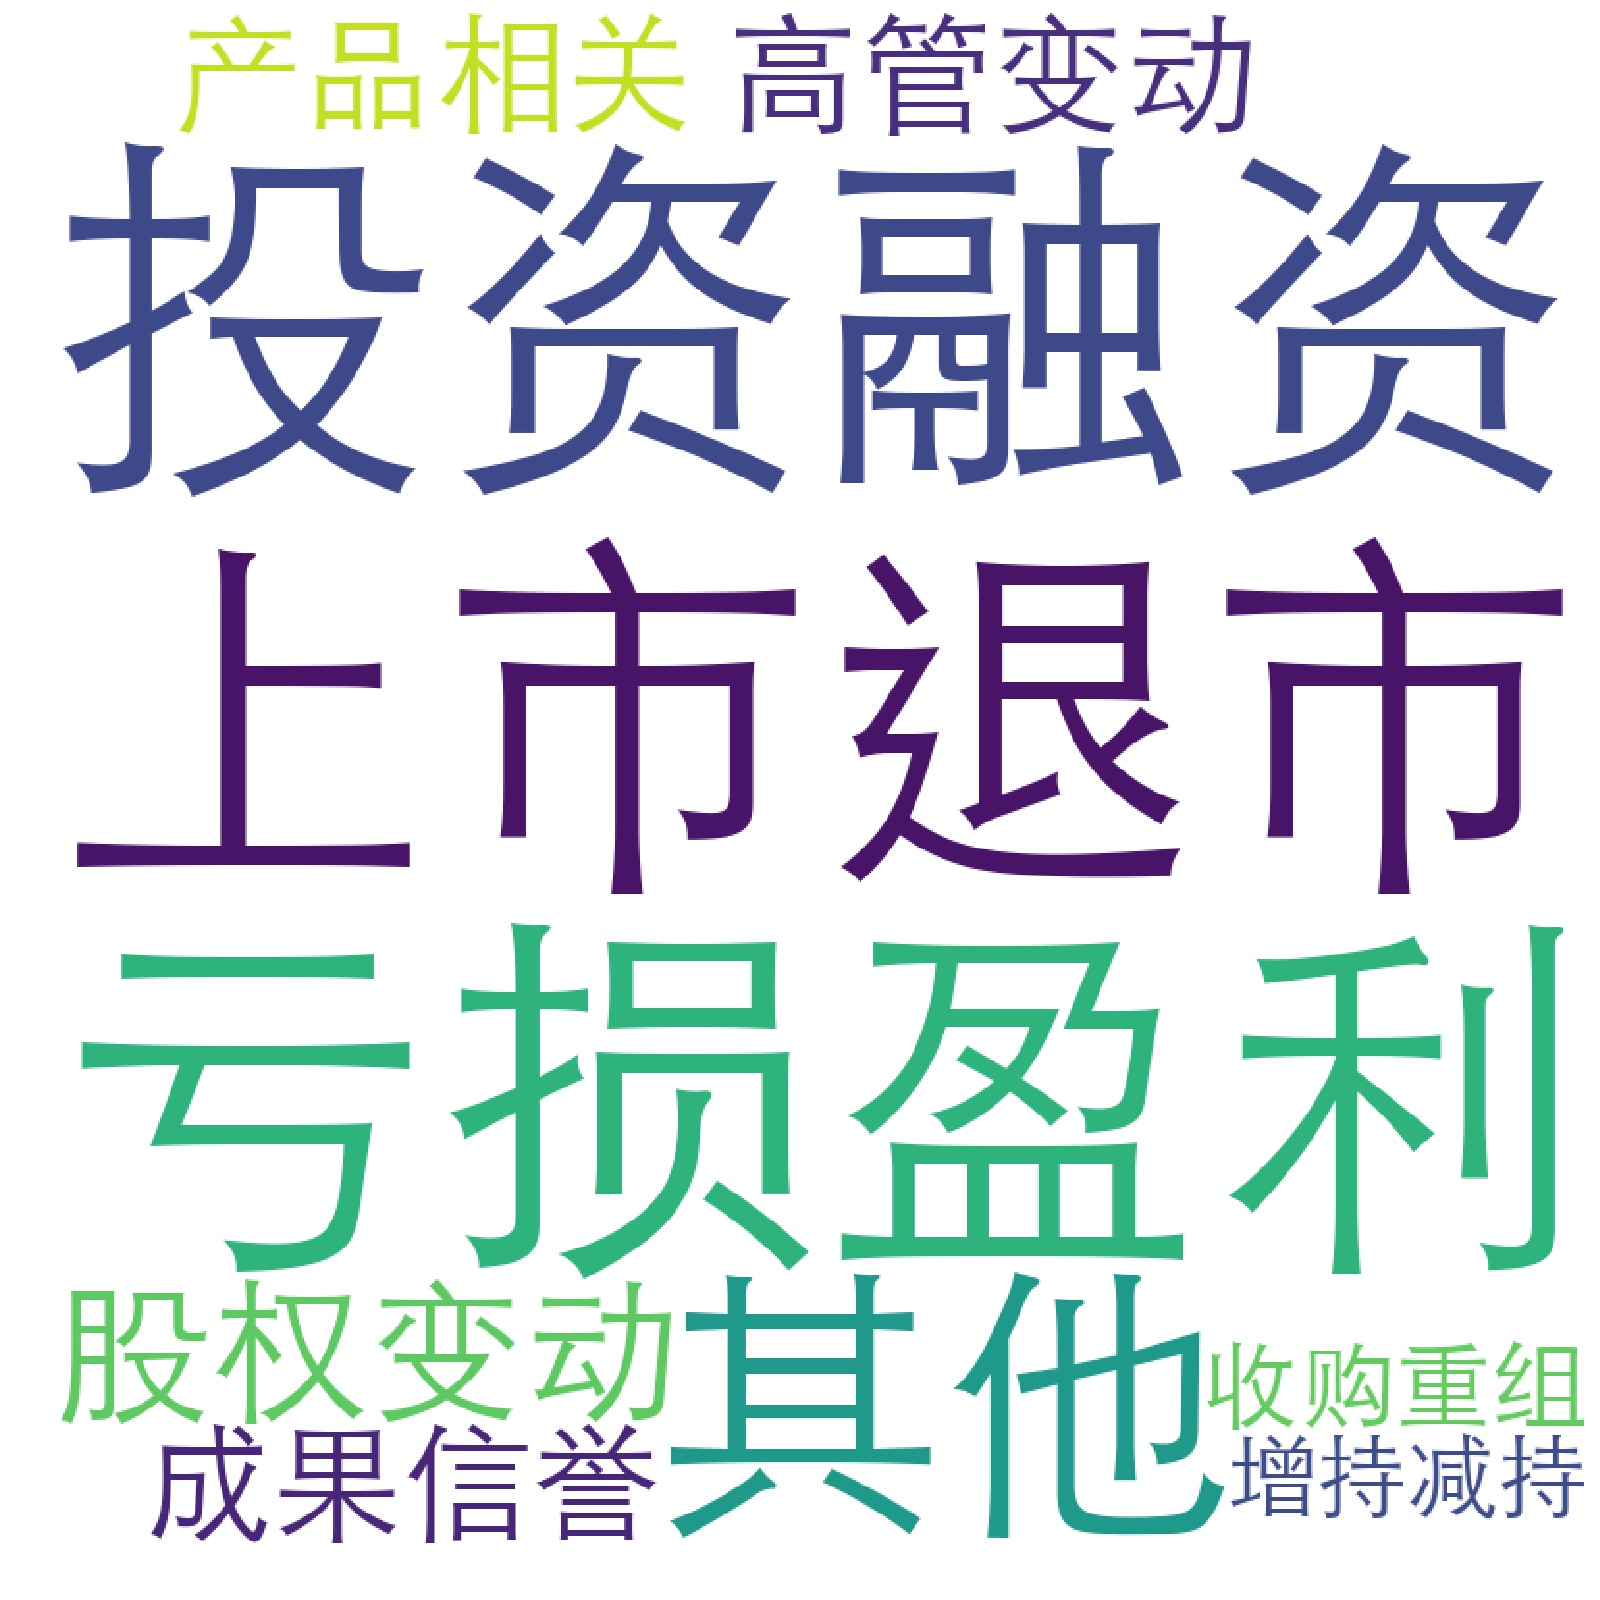 产品相关 高管变动
投资融资
上市退市
亏损盈利
股权变动 其他 收购重组
成果信誉 增持减持